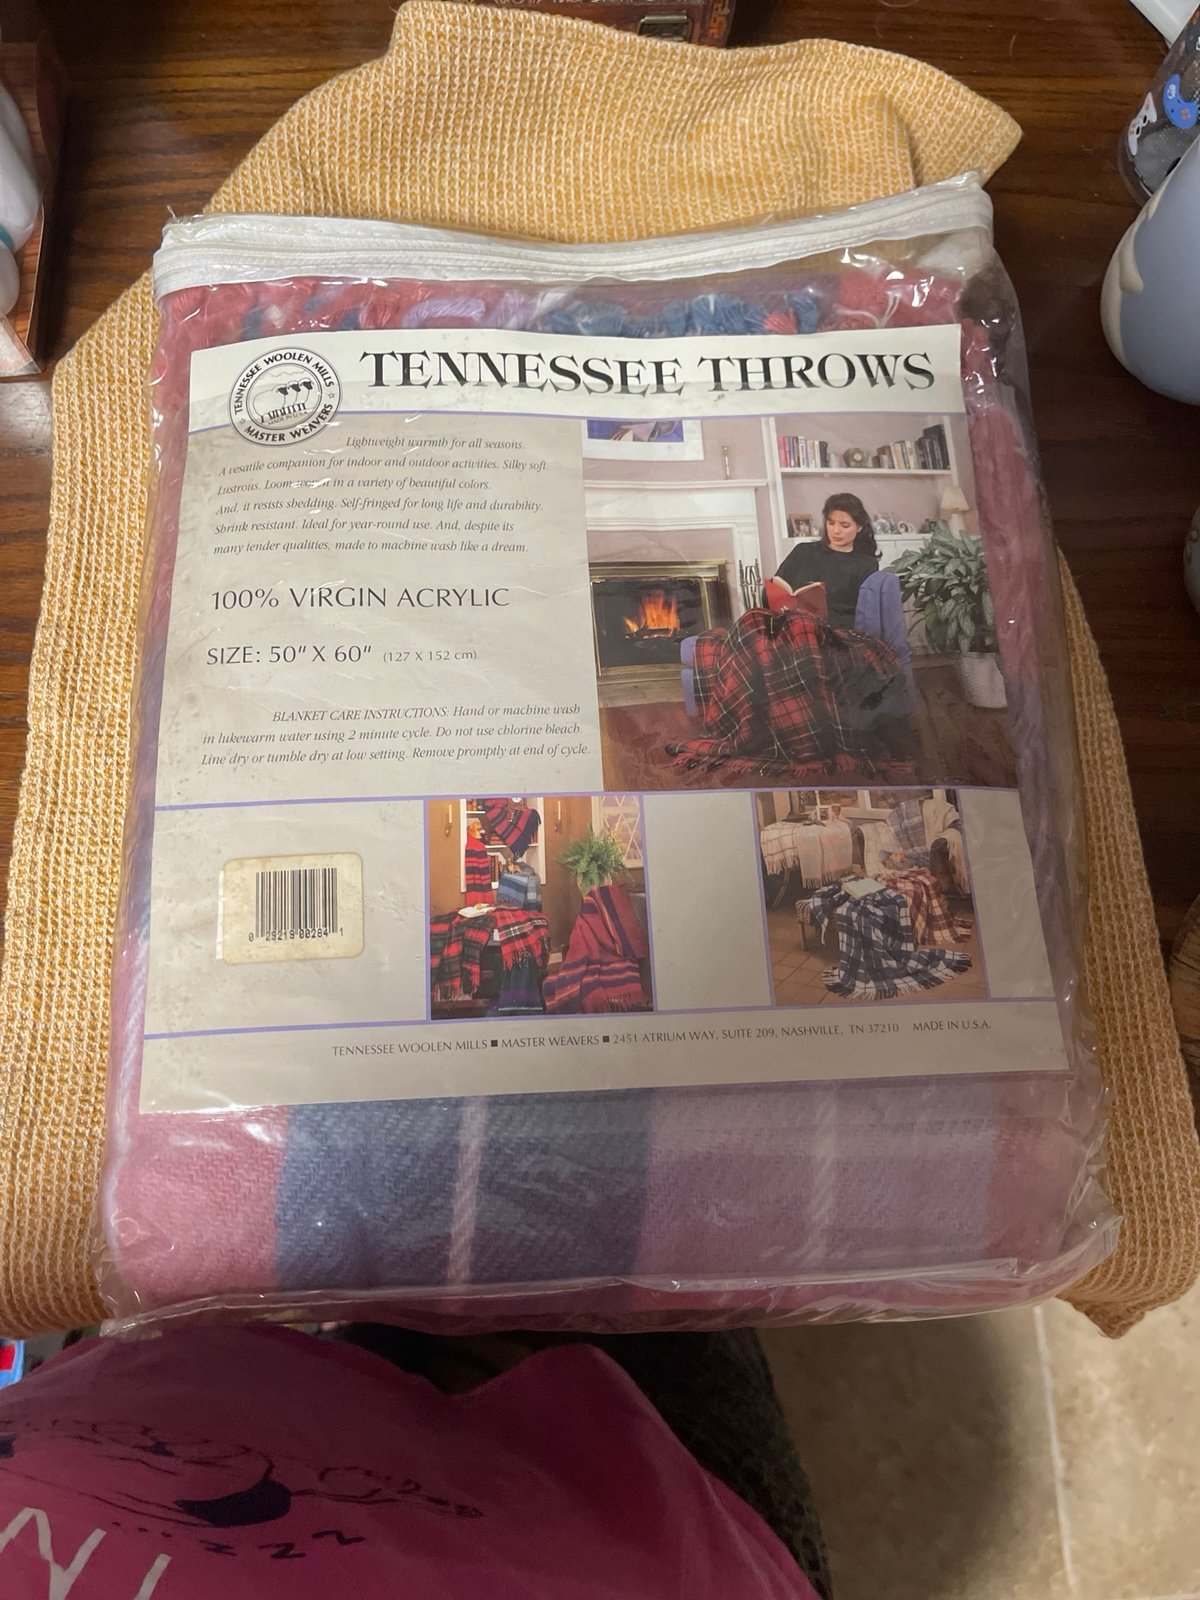 TENNESSEE WOOLEN MILLS
MADE IN U.S.A.
MASTER WEAVERS
TENNESSEE THROWS
Lightweight warmth for all seasons.
A vesatile companion for indoor and outdoor activities. Silky soft.
Lustrous. Loom woven in a variety of beautiful colors.
And, it resists shedding. Self-fringed for long life and durability.
Shrink resistant. Ideal for year-round use. And, despite its
many tender qualities, made to machine wash like a dream.
100% VIRGIN ACRYLIC
SIZE: 50" X 60" (127 X 152 cm)
BLANKET CARE INSTRUCTIONS: Hand or machine wash
in lukewarm water using 2 minute cycle. Do not use chlorine bleach.
Line dry or tumble dry at low setting. Remove promptly at end of cycle.
0 29219 00284 1
TENNESSEE WOOLEN MILLS ■ MASTER WEAVERS ■ 2451 ATRIUM WAY, SUITE 209, NASHVILLE, TN 37210 MADE IN U.S.A.
z z z